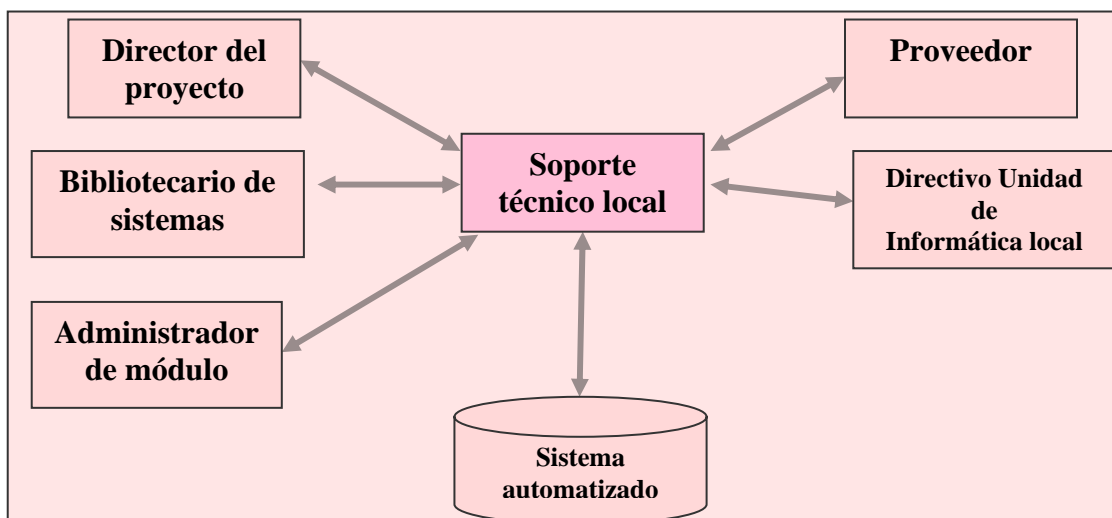 Director del
proyecto
Proveedor
Soporte
técnico local
Bibliotecario de
sistemas
Directivo Unidad
de
Informática local
Administrador
de módulo
Sistema
automatizado